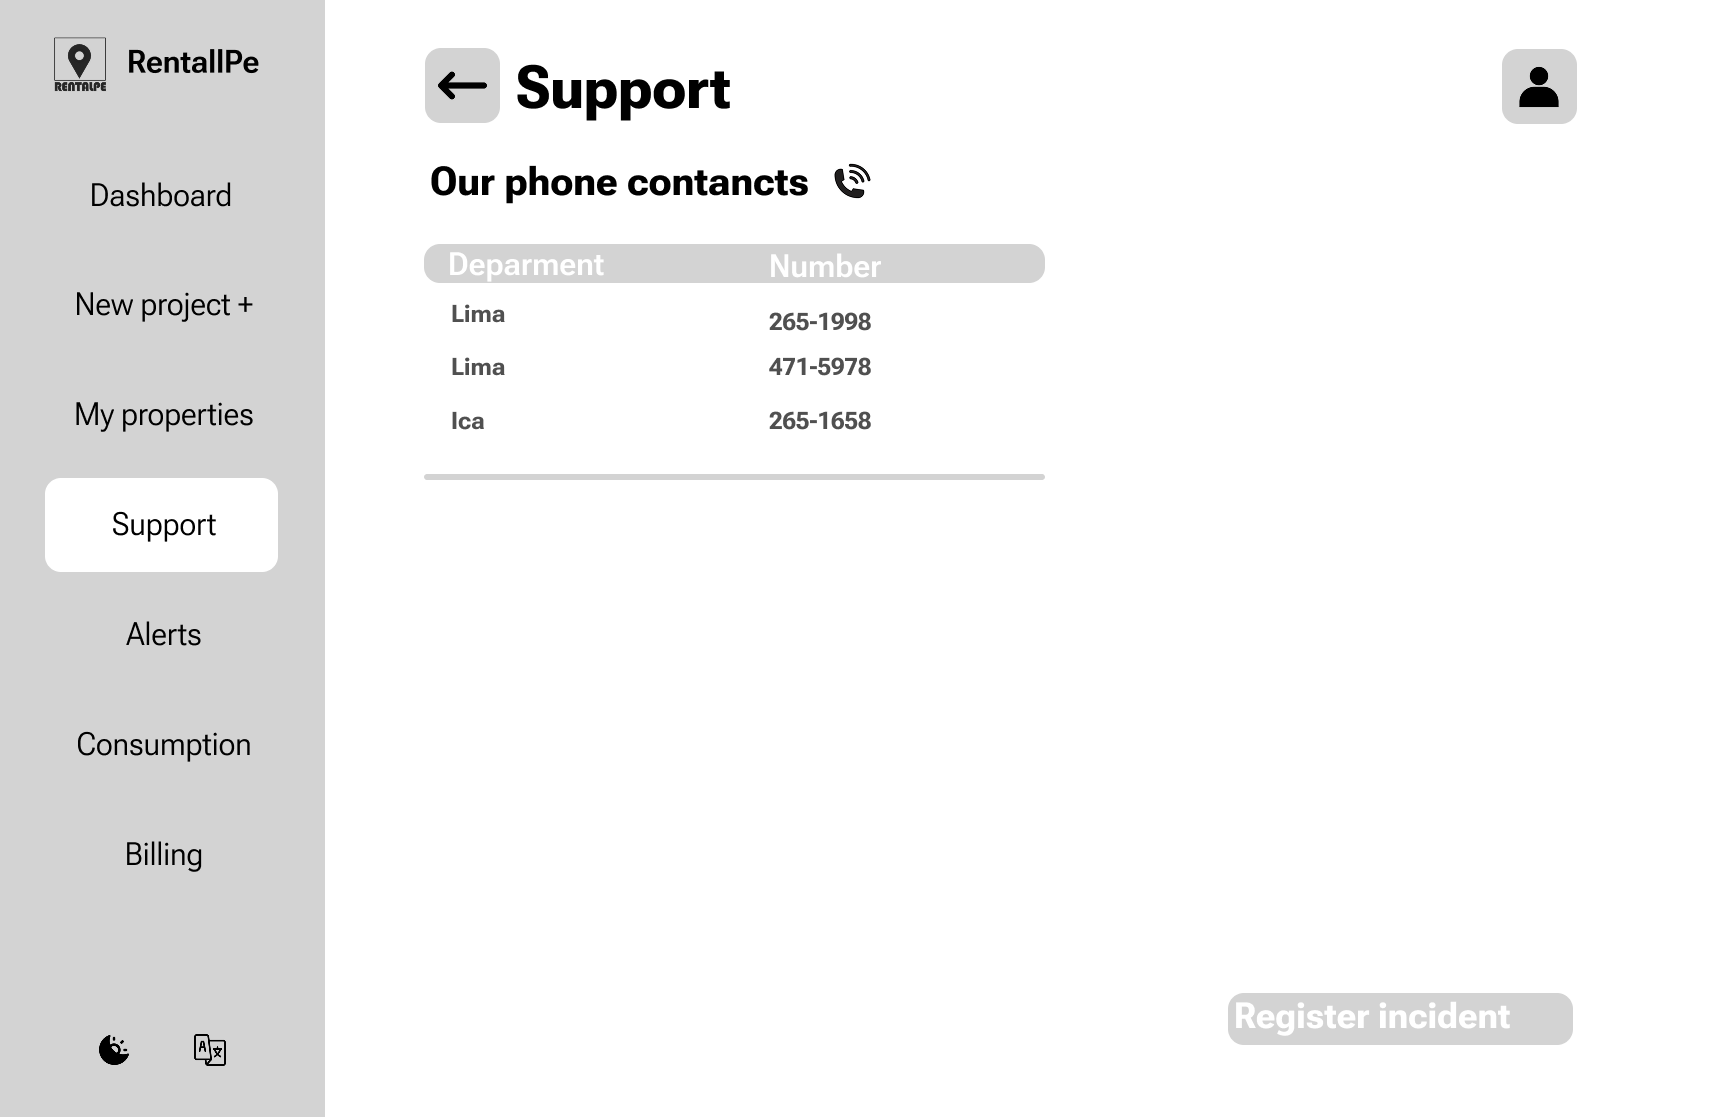 RENTALPE
RentallPe
Dashboard
New project +
My properties
Support
Alerts
Consumption
Billing
A
Support
Our phone contancts
Deparment Number
Lima 265-1998
Lima 471-5978
Ica 265-1658
Register incident